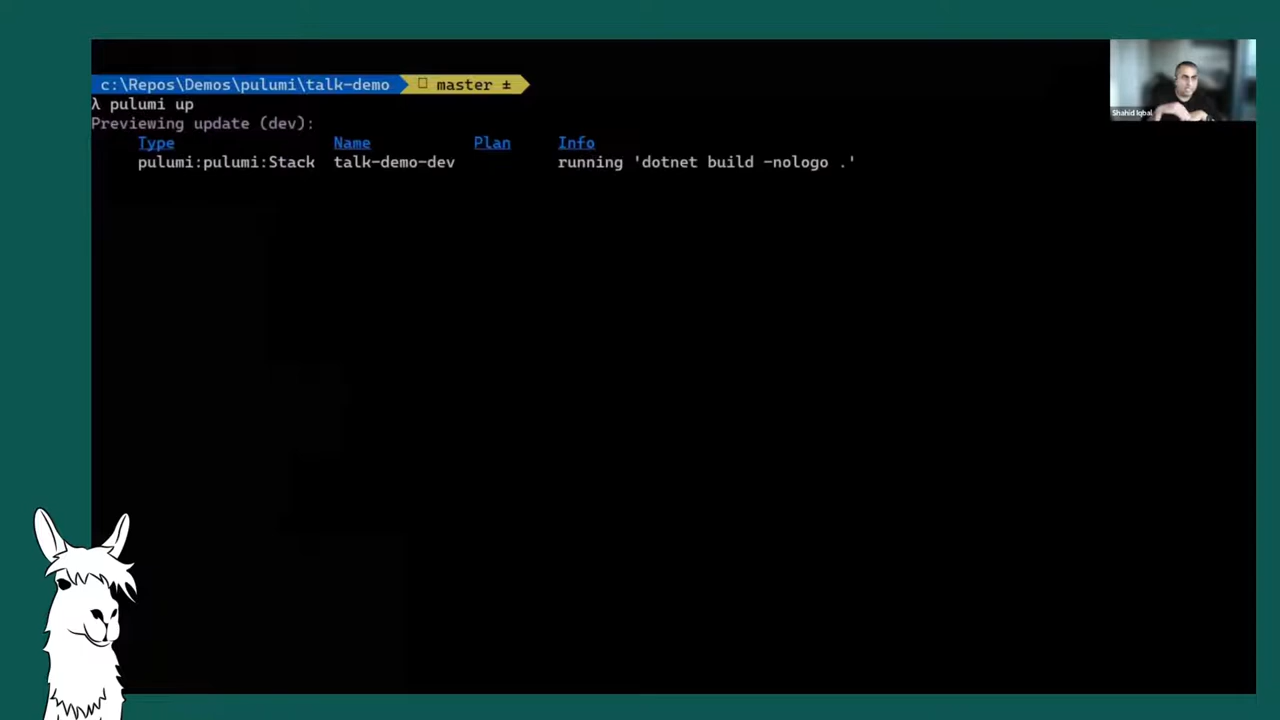 c:\Repos\Demos\pulumi\talk-demo master ±
λ pulumi up
Previewing update (dev):
Type Name Plan Info
pulumi:pulumi:Stack talk-demo-dev running 'dotnet build -nologo .'
Shahid Iqbal